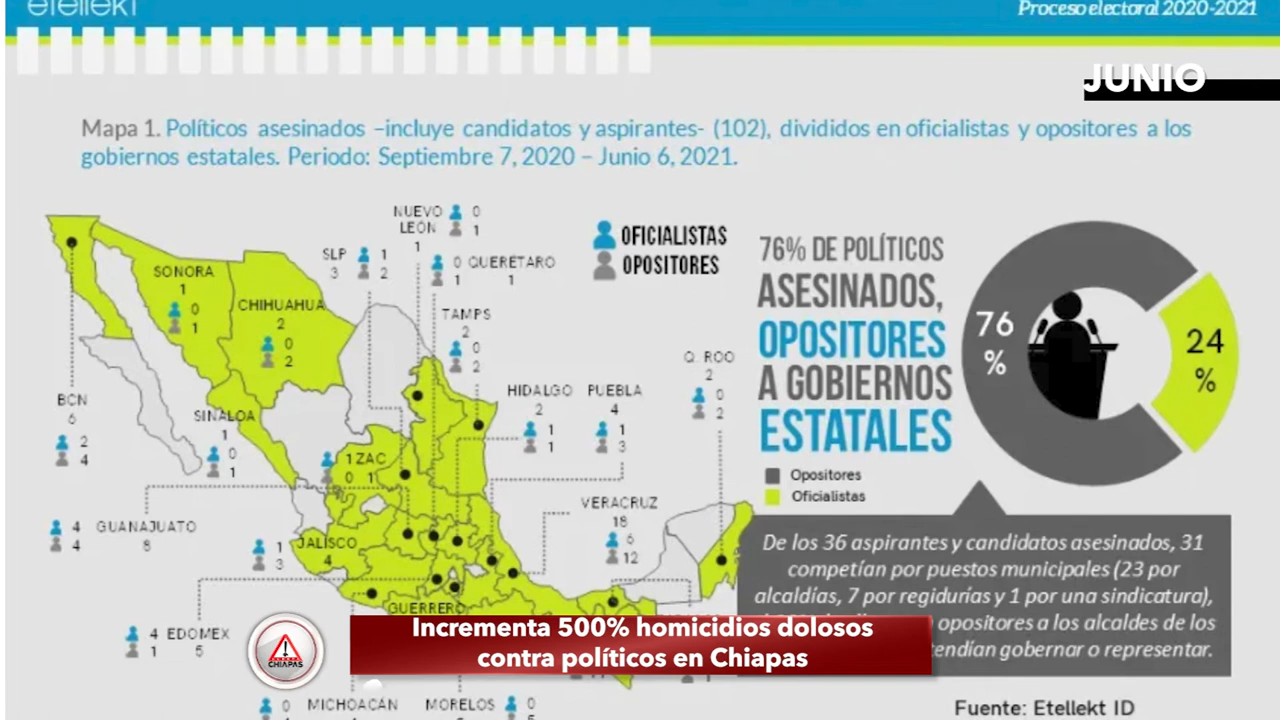 etellekt
Proceso electoral 2020-2021
JUNIO
Mapa 1. Políticos asesinados –incluye candidatos y aspirantes- (102), divididos en oficialistas y opositores a los
gobiernos estatales. Periodo: Septiembre 7, 2020 – Junio 6, 2021.
NUEVO
LEÓN
1
0
1
SLP
3
1
2
0
1
QUERETARO
1
OFICIALISTAS
OPOSITORES
SONORA
1
0
1
CHIHUAHUA
2
0
2
TAMPS
2
0
2
76% DE POLÍTICOS
ASESINADOS,
OPOSITORES
A GOBIERNOS
ESTATALES
76
%
24
%
Opositores
Oficialistas
Q. ROO
2
0
2
HIDALGO
2
1
1
PUEBLA
4
1
3
BCN
6
2
4
SINALOA
1
0
1
1 ZAC
0 1
VERACRUZ
18
6
12
4
4
GUANAJUATO
8
1
3
JALISCO
4
De los 36 aspirantes y candidatos asesinados, 31
competían por puestos municipales (23 por
alcaldías, 7 por regidurías y 1 por una sindicatura),
opositores a los alcaldes de los
tendían gobernar o representar.
GUERRERO
4
1
EDOMEX
5
CHIAPAS
Incrementa 500% homicidios dolosos
contra políticos en Chiapas
0
MICHOACÁN
MORELOS
0
Fuente: Etellekt ID